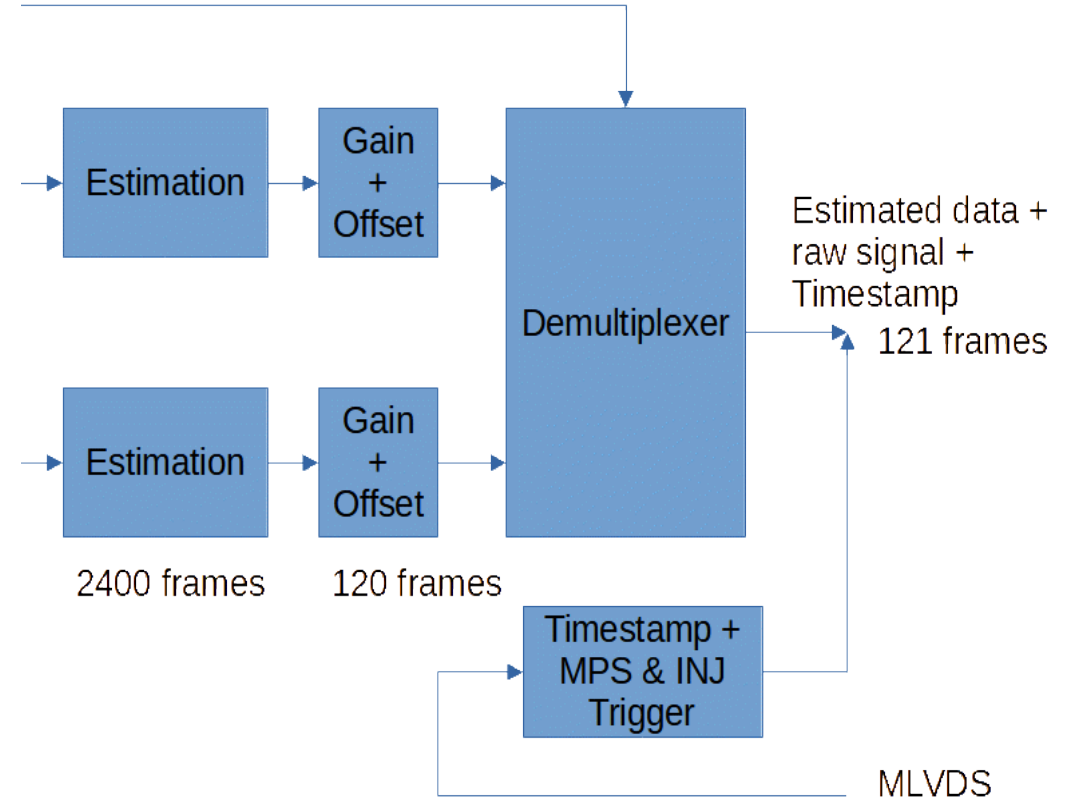 Estimation
Gain
+
Offset
Demultiplexer
Estimated data +
raw signal +
Timestamp
121 frames
Estimation
Gain
+
Offset
2400 frames
120 frames
Timestamp +
MPS & INJ
Trigger
MLVDS